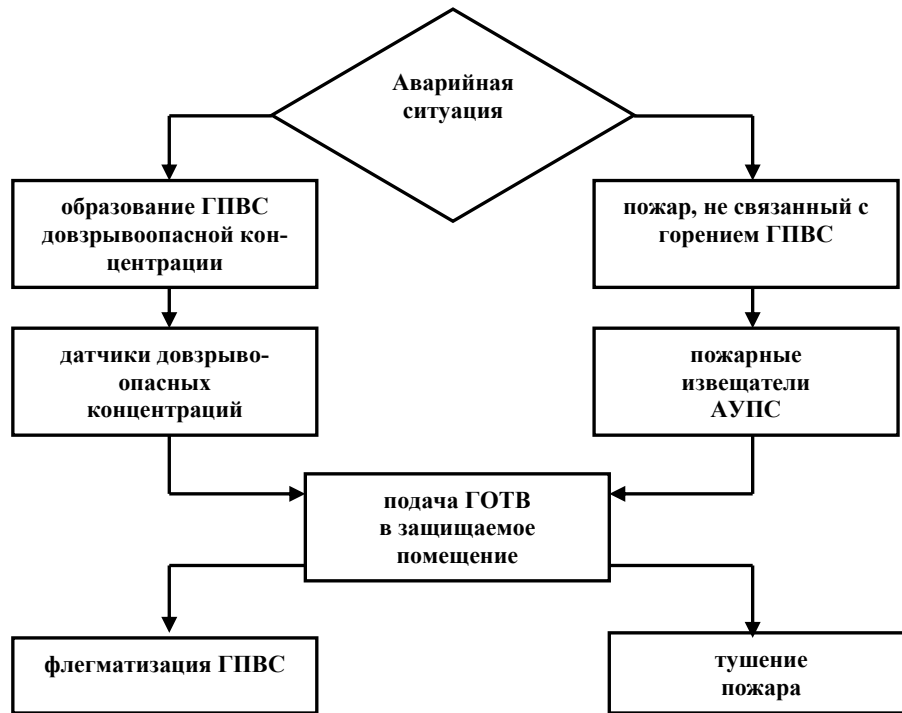 Аварийная
ситуация
образование ГПВС
довзрывоопасной кон-
центрации
пожар, не связанный с
горением ГПВС
датчики довзрыво-
опасных
концентраций
пожарные
извещатели
АУПС
подача ГОТВ
в защищаемое
помещение
флегматизация ГПВС
тушение
пожара